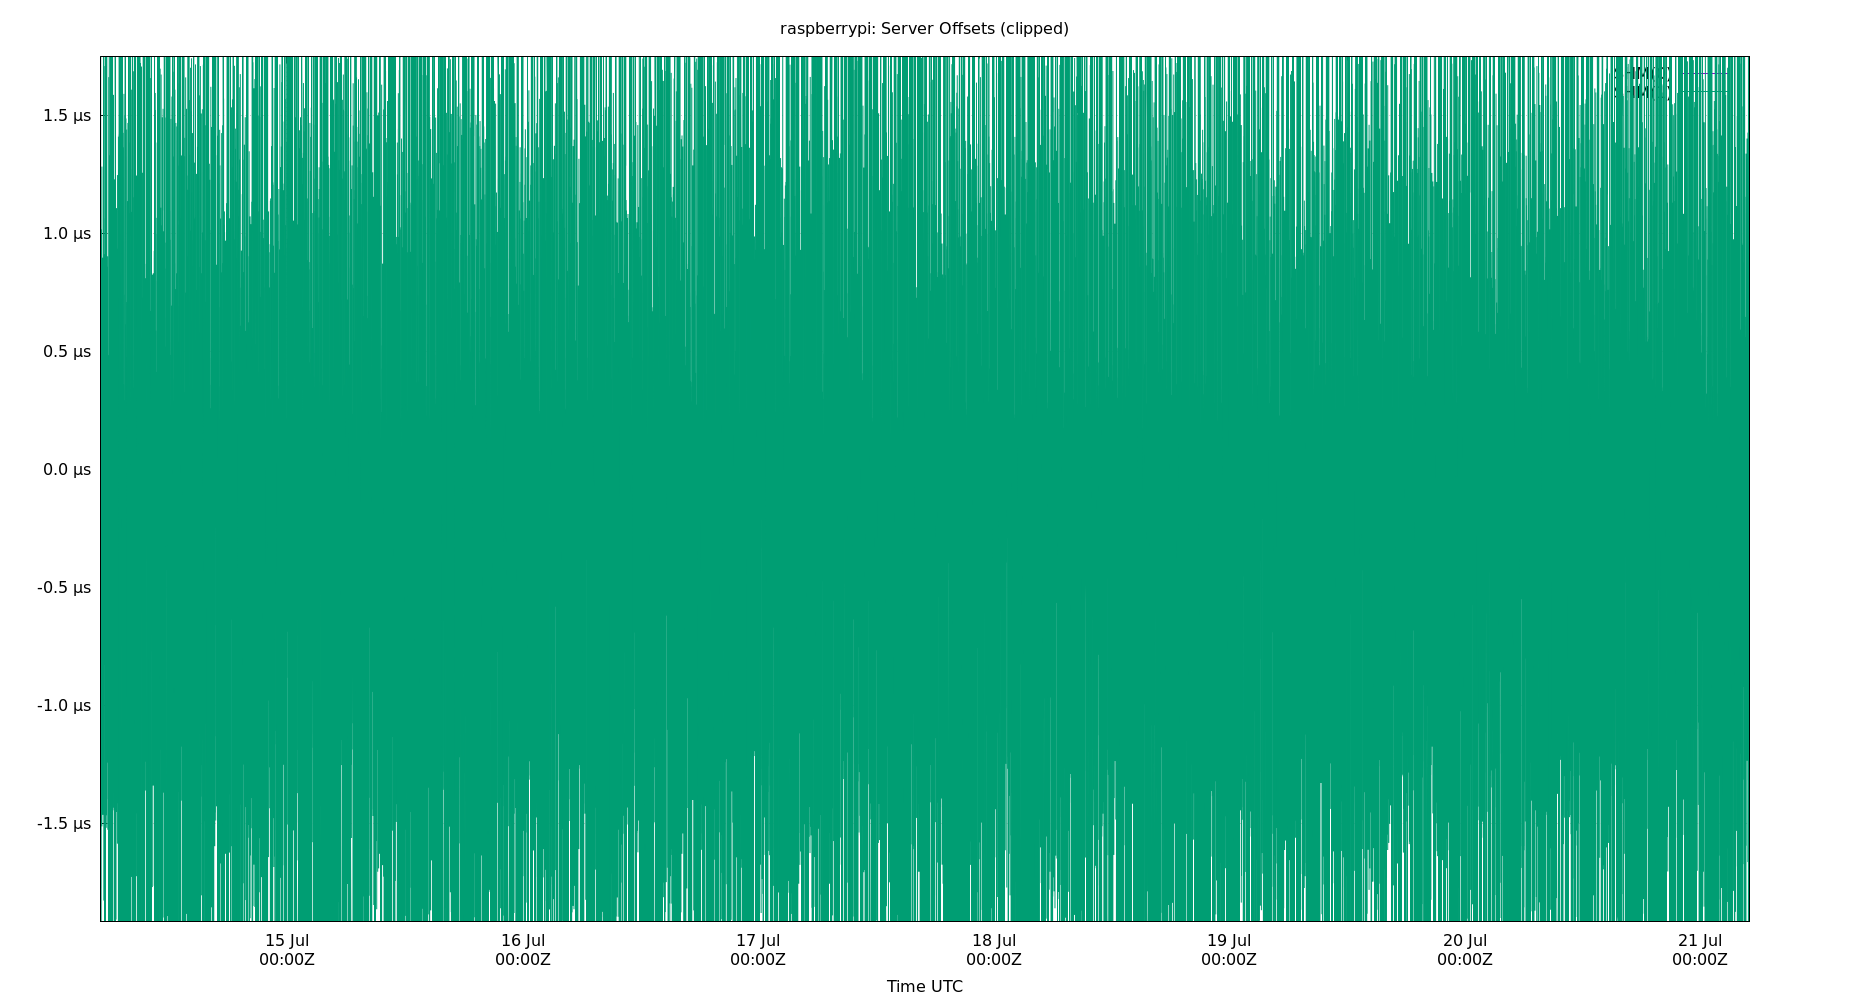 raspberrypi: Server Offsets (clipped)
1.5 µs
1.0 µs
0.5 µs
0.0 µs
-0.5 µs
-1.0 µs
-1.5 µs
15 Jul 16 Jul 17 Jul 18 Jul 19 Jul 20 Jul 21 Jul
00:00Z 00:00Z 00:00Z 00:00Z 00:00Z 00:00Z 00:00Z
Time UTC